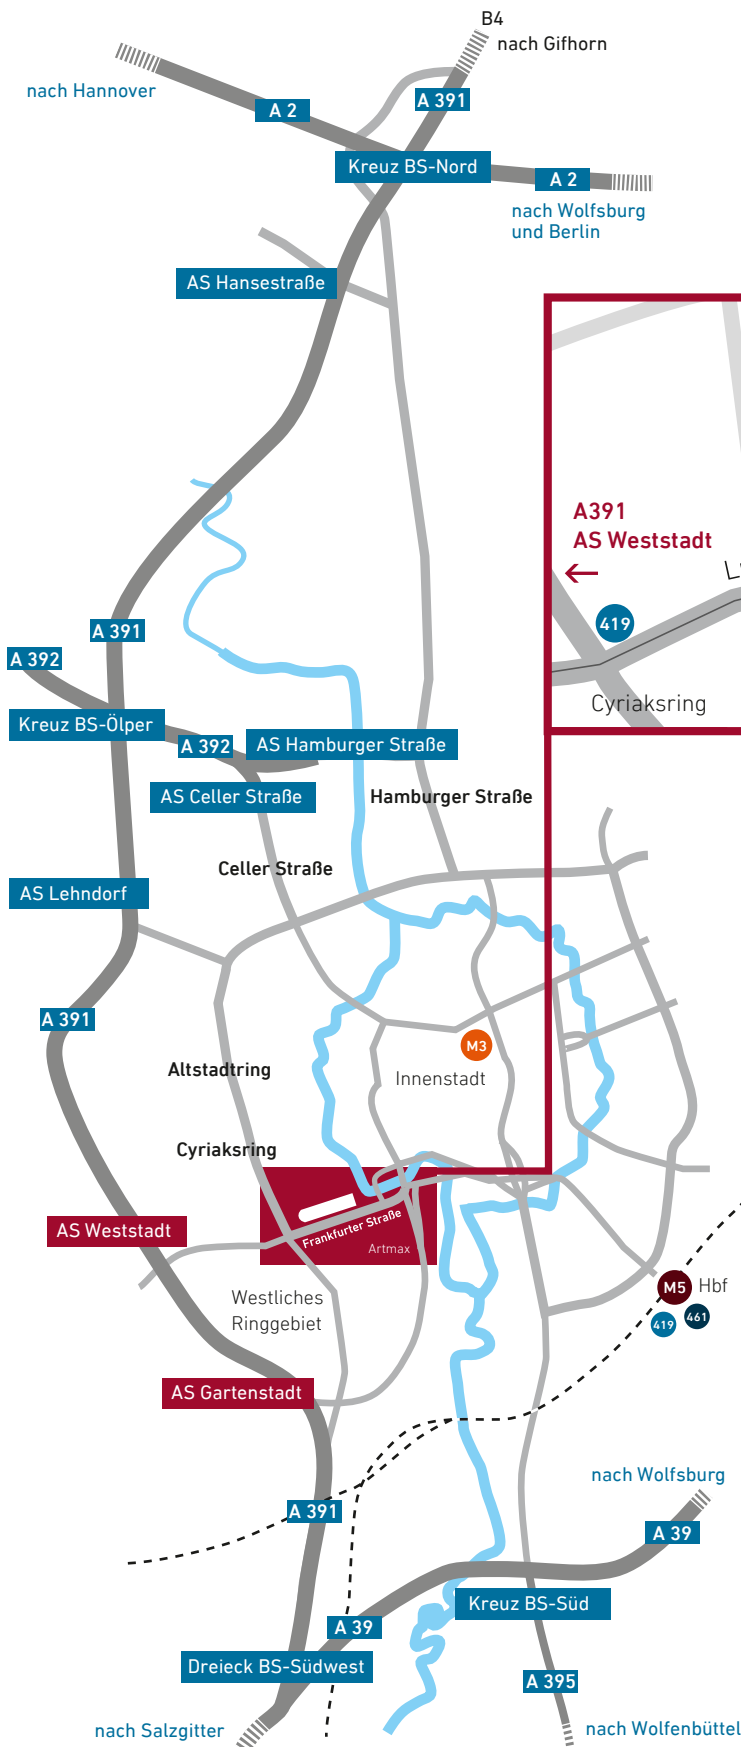 B4
nach Gifhorn
nach Hannover
A 2
A 391
Kreuz BS-Nord
A 2
nach Wolfsburg
und Berlin
AS Hansestraße
A391
AS Weststadt
419
Cyriaksring
A 391
A 392
Kreuz BS-Ölper
A 392
AS Hamburger Straße
AS Celler Straße
Hamburger Straße
Celler Straße
AS Lehndorf
A 391
M3
Innenstadt
Altstadtring
Cyriaksring
AS Weststadt
Frankfurter Straße
Artmax
Westliches
Ringgebiet
M5
Hbf
419
461
AS Gartenstadt
nach Wolfsburg
A 391
A 39
Kreuz BS-Süd
A 39
Dreieck BS-Südwest
A 395
nach Salzgitter
nach Wolfenbüttel